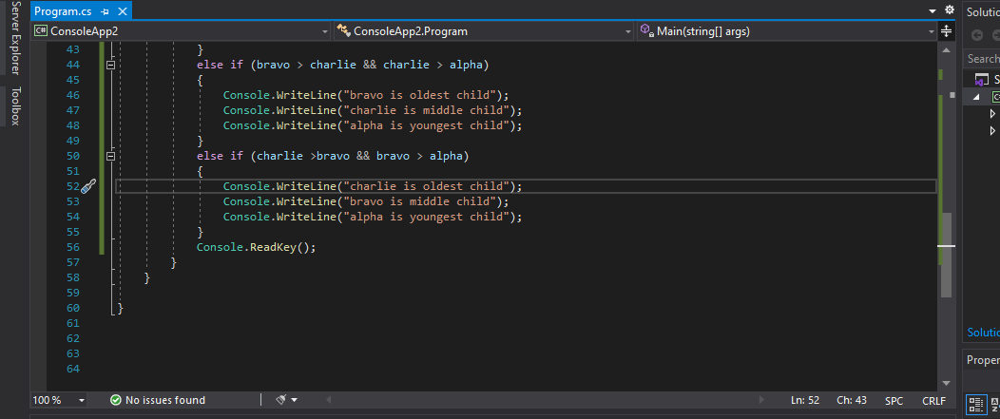 Server Explorer
Toolbox
Program.cs
ConsoleApp2
ConsoleApp2.Program
Main(string[] args)
43 }
44 else if (bravo > charlie && charlie > alpha)
45 {
46 Console.WriteLine("bravo is oldest child");
47 Console.WriteLine("charlie is middle child");
48 Console.WriteLine("alpha is youngest child");
49 }
50 else if (charlie >bravo && bravo > alpha)
51 {
52 Console.WriteLine("charlie is oldest child");
53 Console.WriteLine("bravo is middle child");
54 Console.WriteLine("alpha is youngest child");
55 }
56 Console.ReadKey();
57 }
58 }
59
60 }
61
62
63
64
100 %
No issues found
Ln: 52 Ch: 43 SPC CRLF
Solutio
Search
S
C
Solutio
Proper